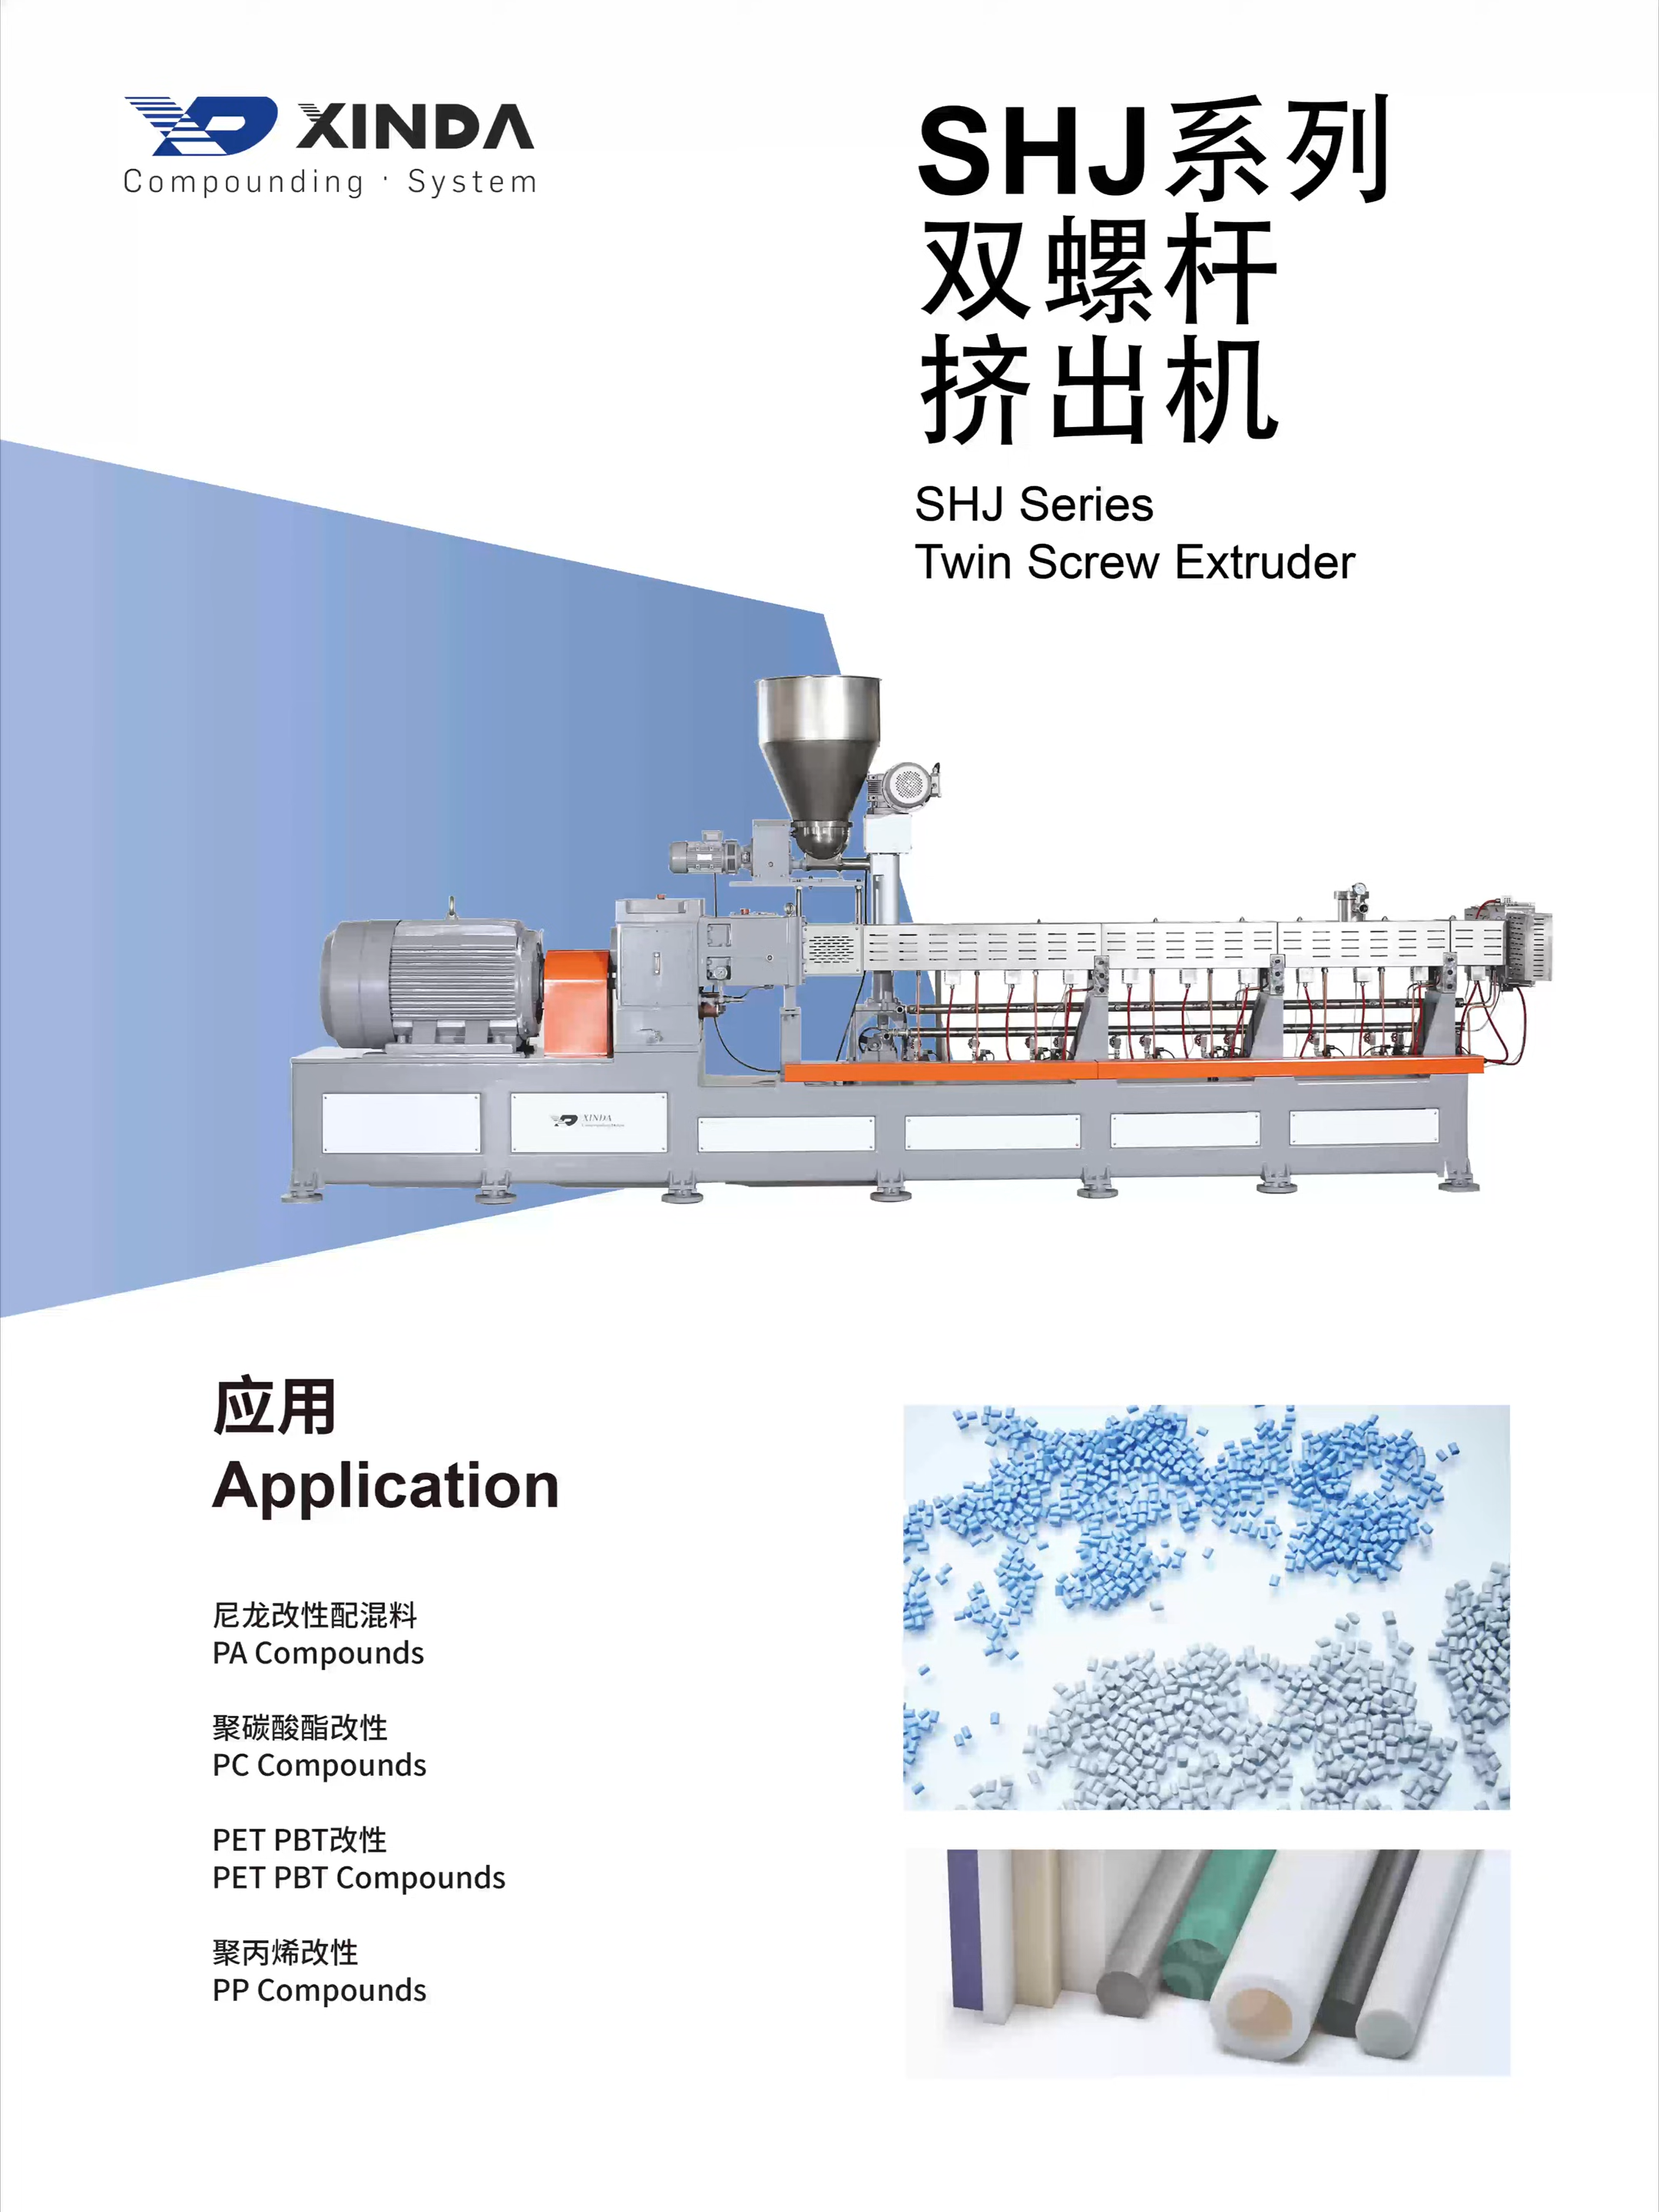 XINDA
Compounding · System
SHJ系列
双螺杆
挤出机
SHJ Series
Twin Screw Extruder
XINDA
应用
Application
尼龙改性配混料
PA Compounds
聚碳酸酯改性
PC Compounds
PET PBT改性
PET PBT Compounds
聚丙烯改性
PP Compounds